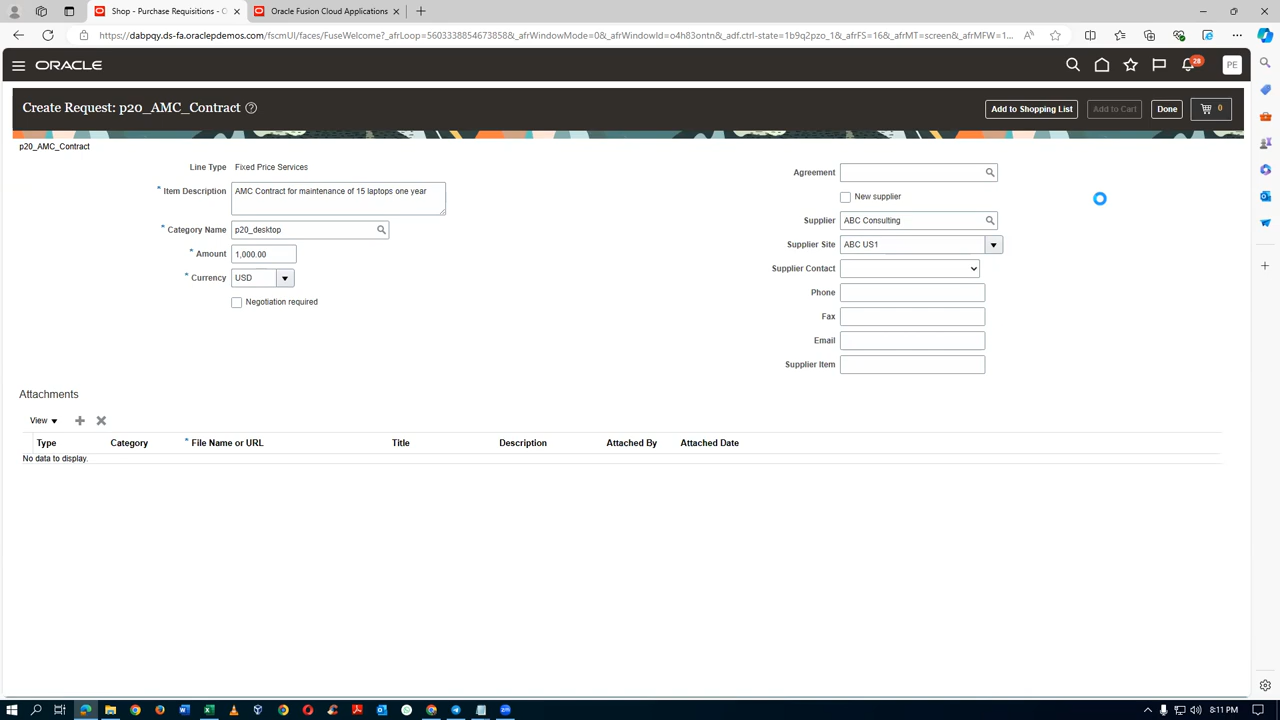 Shop - Purchase Requisitions - C
Oracle Fusion Cloud Applications
https://dabpqy.ds-fa.oraclepdemos.com/fscmUI/faces/FuseWelcome?_afrLoop=56033388546738588&_afrWindowMode=0&_afrWindowId=o4h83ontn&_adf.ctrl-state=1b9q2pzo_1&_afrFS=16&_afrMT=screen&_afrMFW=1...
ORACLE
28
PE
Create Request: p20_AMC_Contract
Add to Shopping List
Add to Cart
Done
0
p20_AMC_Contract
Line Type Fixed Price Services
* Item Description AMC Contract for maintenance of 15 laptops one year
* Category Name p20_desktop
* Amount 1,000.00
* Currency USD
Negotiation required
Agreement
New supplier
Supplier ABC Consulting
Supplier Site ABC US1
Supplier Contact
Phone
Fax
Email
Supplier Item
Attachments
View
Type Category * File Name or URL Title Description Attached By Attached Date
No data to display.
8:11 PM